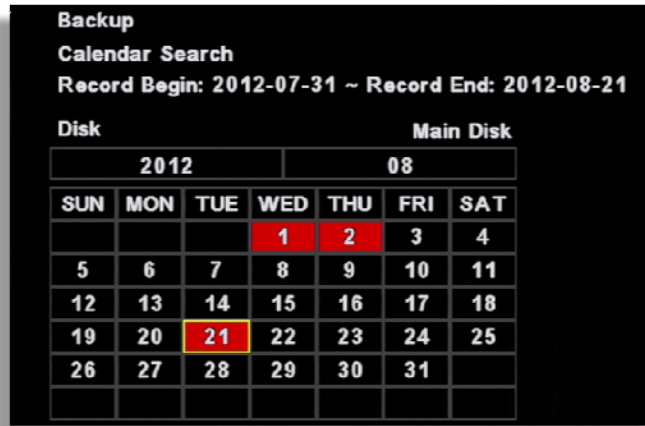 Backup
Calendar Search
Record Begin: 2012-07-31 ~ Record End: 2012-08-21
Disk Main Disk
2012 08
SUN MON TUE WED THU FRI SAT
1 2 3 4
5 6 7 8 9 10 11
12 13 14 15 16 17 18
19 20 21 22 23 24 25
26 27 28 29 30 31